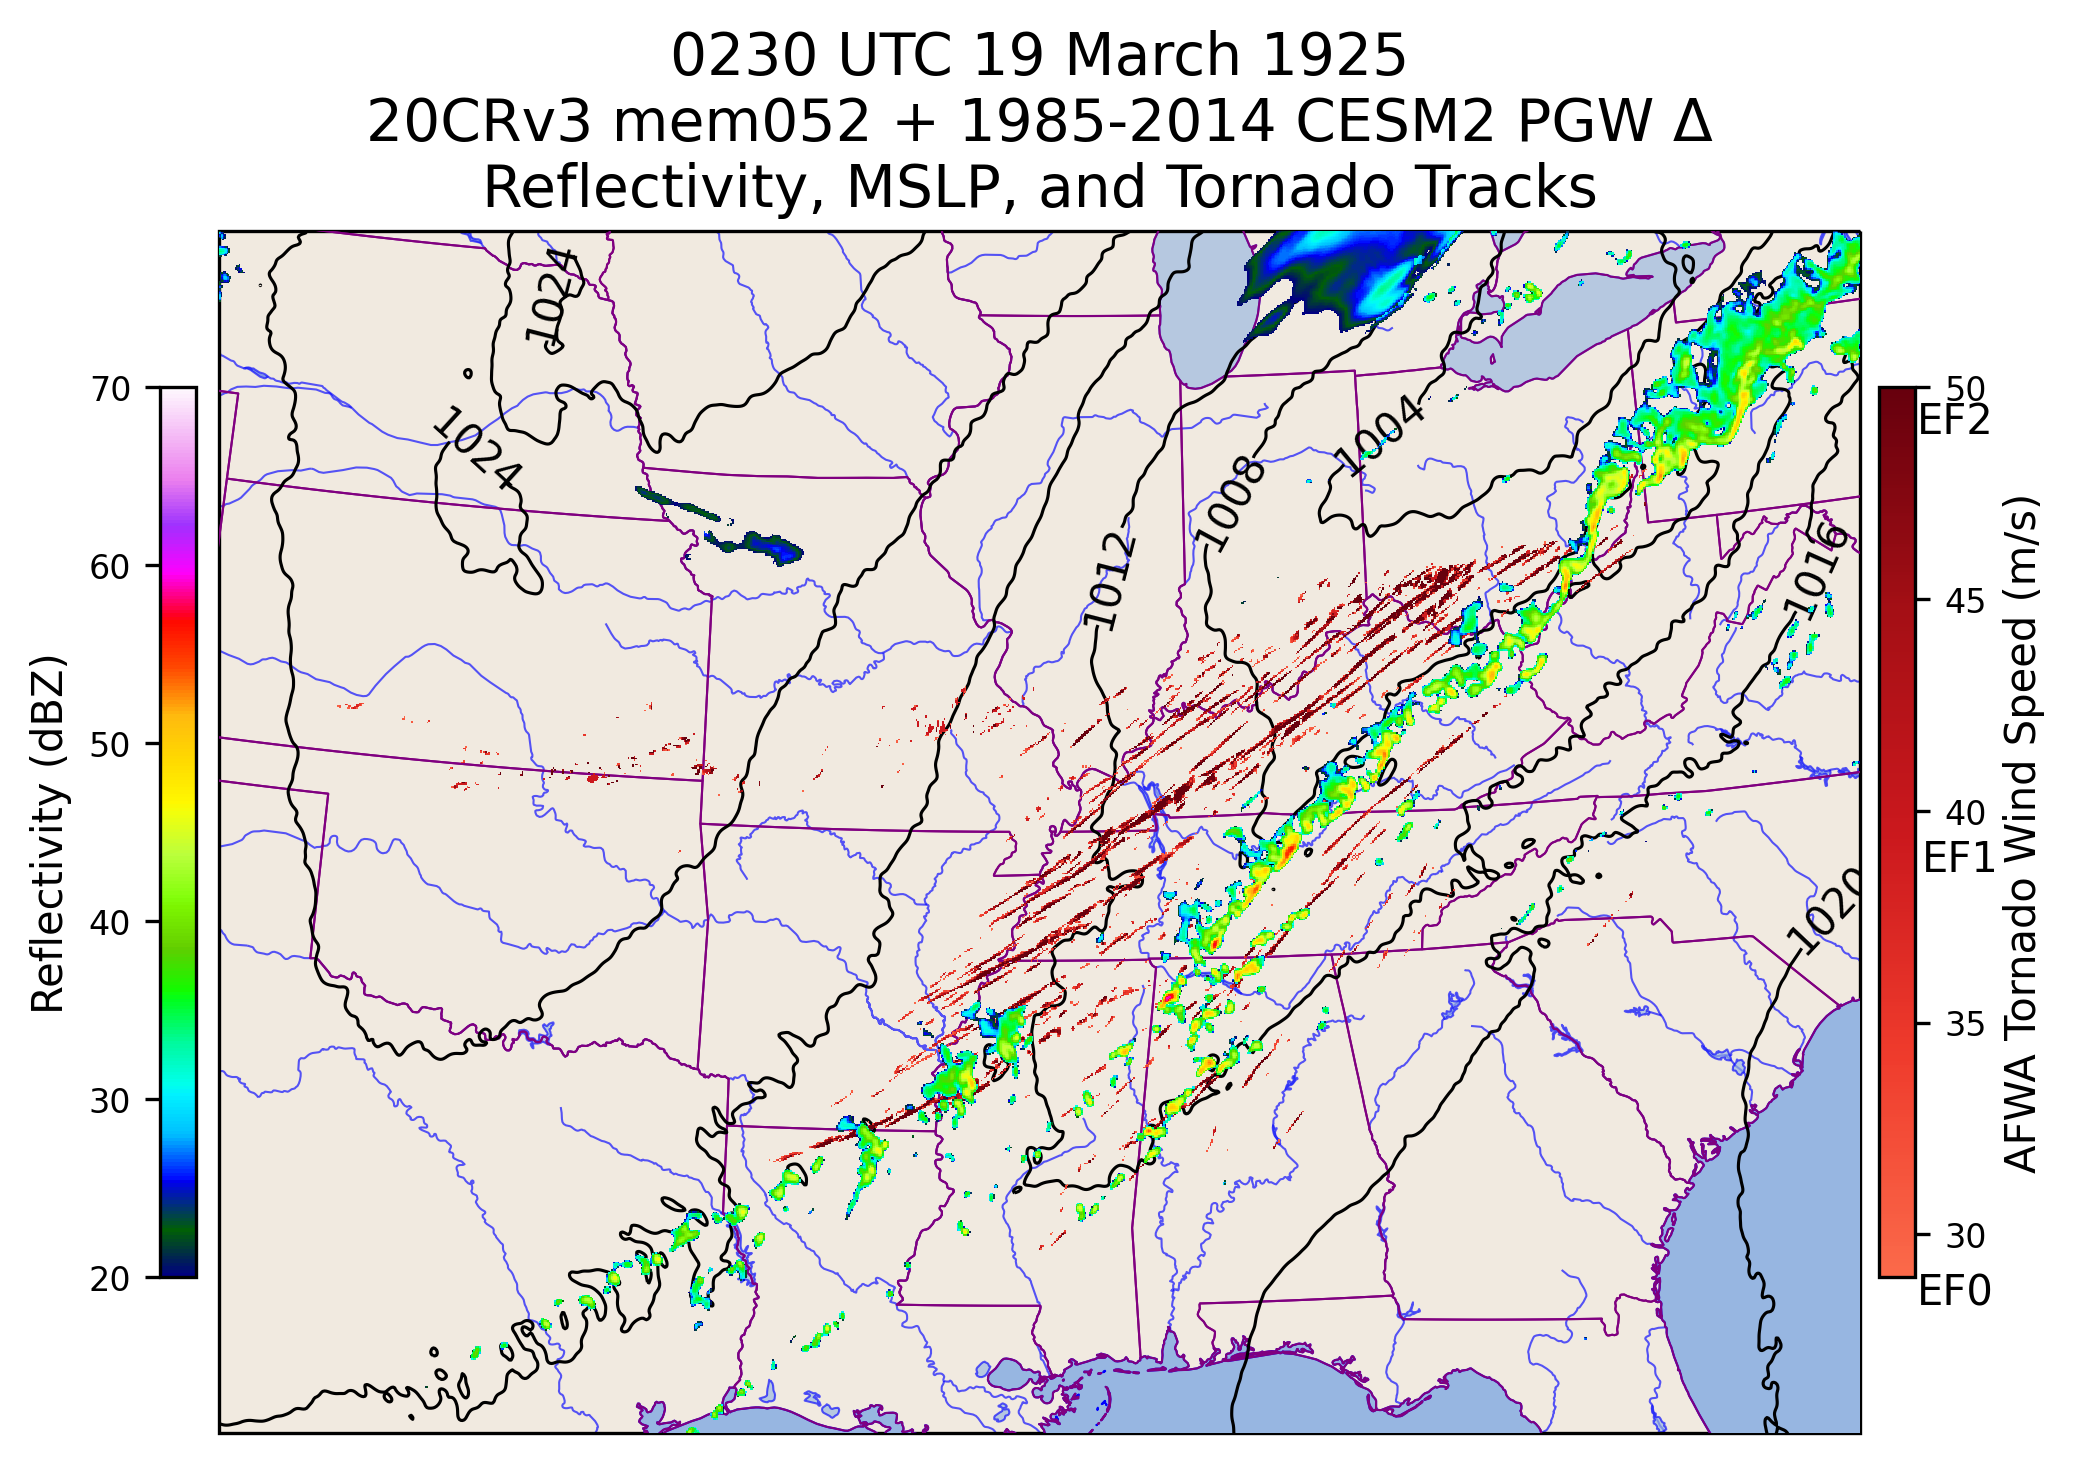 0230 UTC 19 March 1925
20CRv3 mem052 + 1985-2014 CESM2 PGW Δ
Reflectivity, MSLP, and Tornado Tracks
1024
1024
1004
1008
1012
1016
1020
70
60
50
40
30
20
Reflectivity (dBZ)
50
EF2
45
40
EF1
35
30
EF0
AFWA Tornado Wind Speed (m/s)